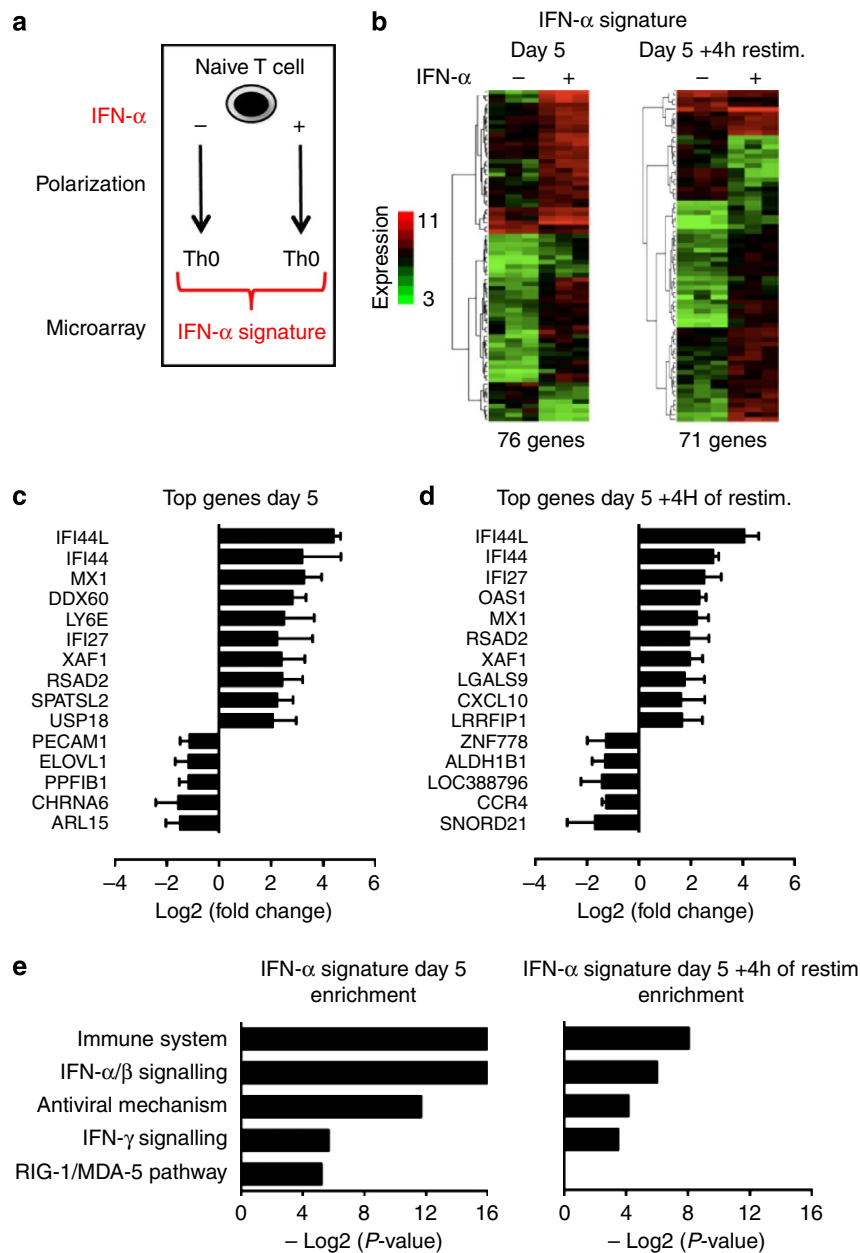 a
Naive T cell
IFN-α
– +
Polarization
Th0 Th0
Microarray
IFN-α signature
b
IFN-α signature
Day 5 Day 5 +4h restim.
IFN-α – + – +
Expression
11
3
76 genes 71 genes
c
Top genes day 5
IFI44L
IFI44
MX1
DDX60
LY6E
IFI27
XAF1
RSAD2
SPATSL2
USP18
PECAM1
ELOVL1
PPFIB1
CHRNA6
ARL15
–4 –2 0 2 4 6
Log2 (fold change)
d
Top genes day 5 +4H of restim.
IFI44L
IFI44
IFI27
OAS1
MX1
RSAD2
XAF1
LGALS9
CXCL10
LRRFIP1
ZNF778
ALDH1B1
LOC388796
CCR4
SNORD21
–4 –2 0 2 4 6
Log2 (fold change)
e
IFN-α signature day 5
enrichment
IFN-α signature day 5 +4h of restim
enrichment
Immune system
IFN-α/β signalling
Antiviral mechanism
IFN-γ signalling
RIG-1/MDA-5 pathway
0 4 8 12 16
– Log2 (P-value)
0 4 8 12 16
– Log2 (P-value)